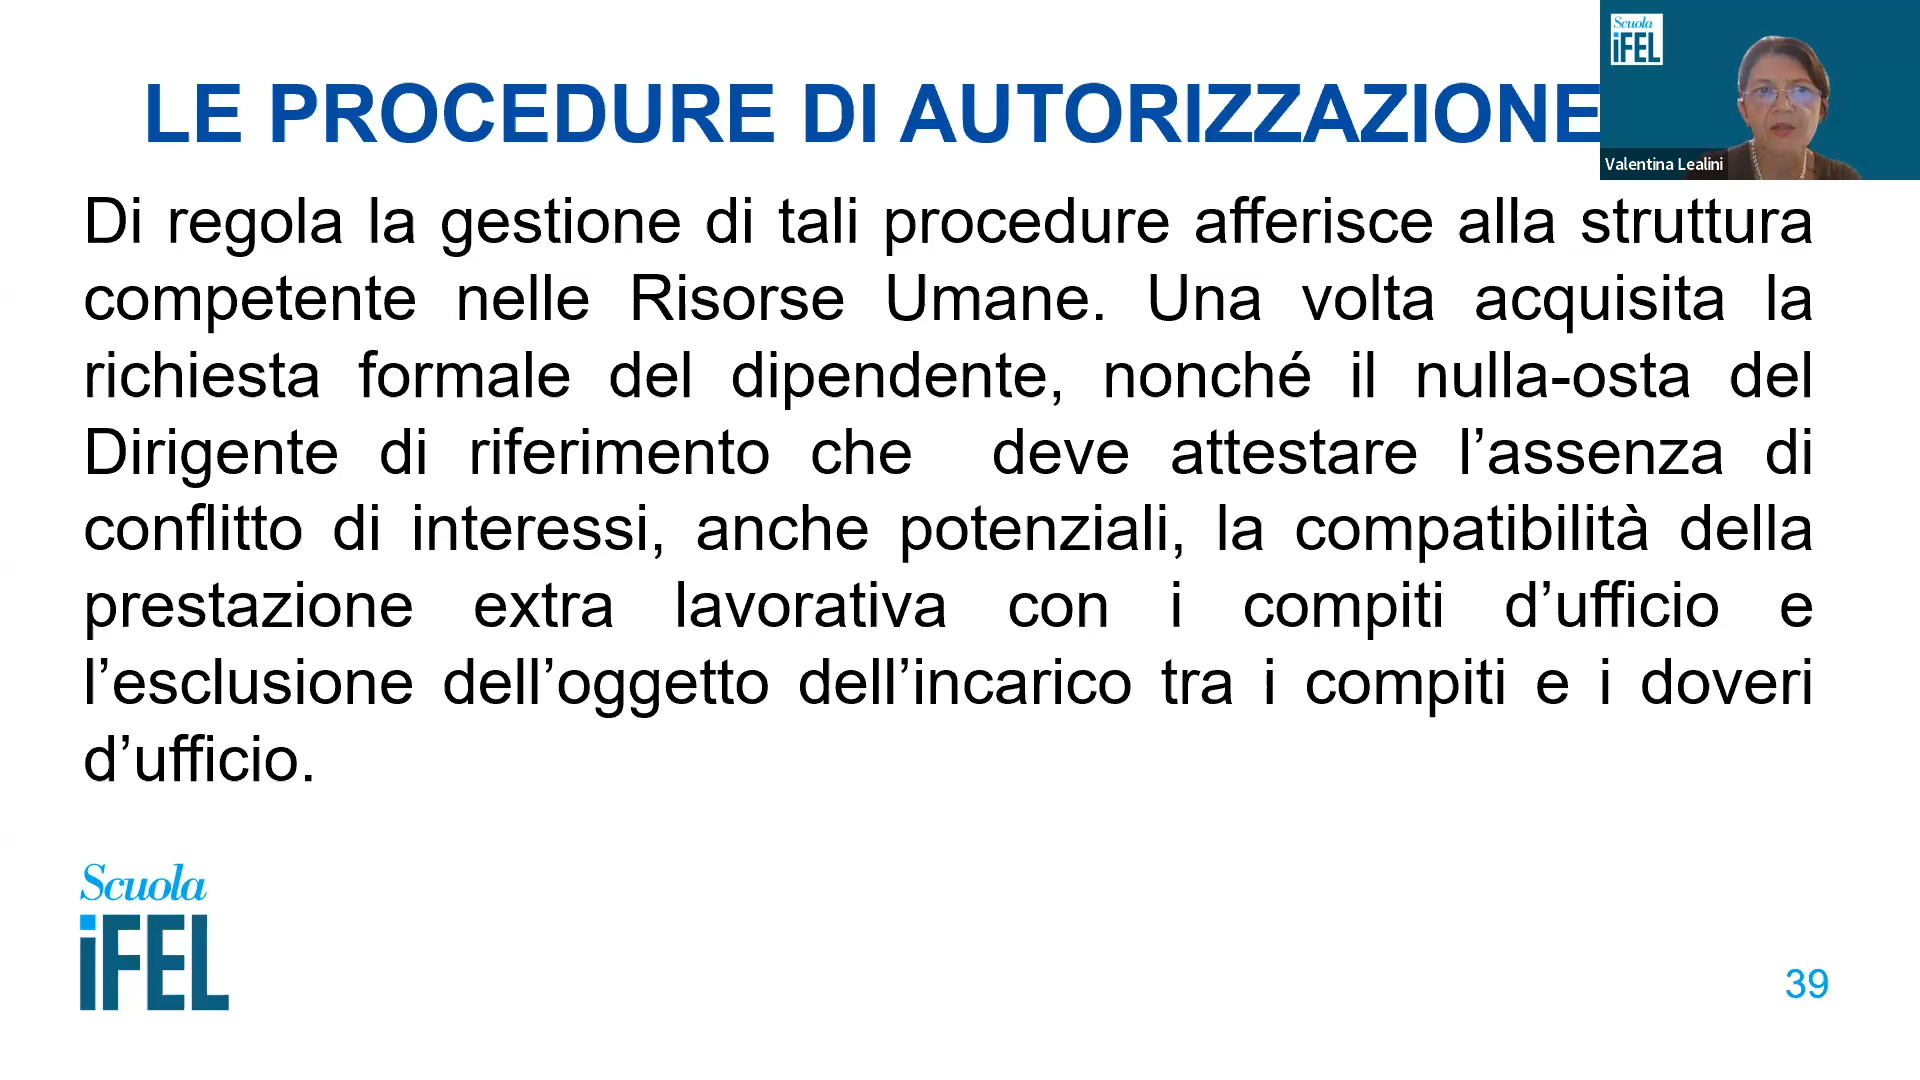 LE PROCEDURE DI AUTORIZZAZIONE
Scuola
iFEL
Valentina Lealini
Di regola la gestione di tali procedure afferisce alla struttura
competente nelle Risorse Umane. Una volta acquisita la
richiesta formale del dipendente, nonché il nulla-osta del
Dirigente di riferimento che deve attestare l’assenza di
conflitto di interessi, anche potenziali, la compatibilità della
prestazione extra lavorativa con i compiti d’ufficio e
l’esclusione dell’oggetto dell’incarico tra i compiti e i doveri
d’ufficio.
Scuola
iFEL
39